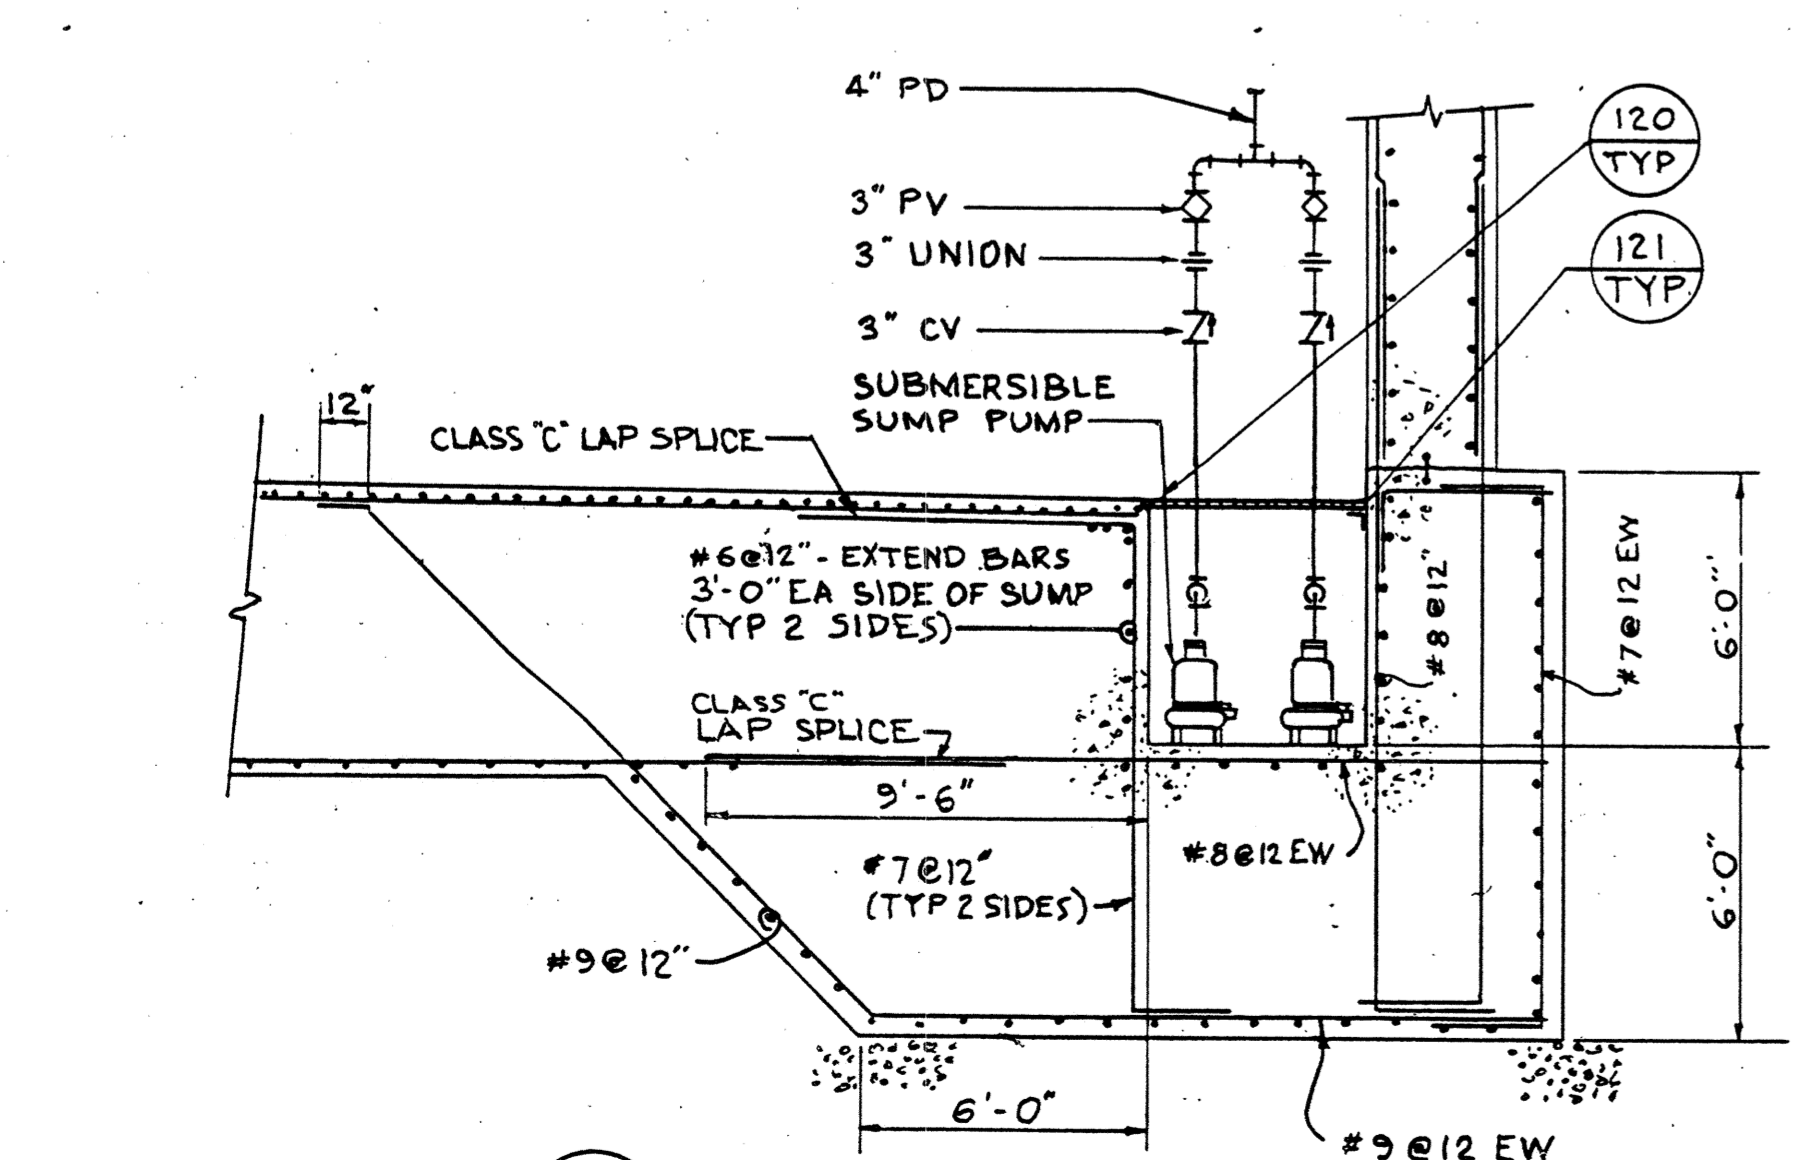 4" PD
120
TYP
3" PV
3" UNION
121
TYP
3" CV
SUBMERSIBLE
SUMP PUMP
12"
CLASS "C" LAP SPLICE
#6@12" - EXTEND BARS
3'-0" EA SIDE OF SUMP
(TYP 2 SIDES)
#8@12"
#7@12 EW
6'-0"
CLASS "C"
LAP SPLICE
9'-6"
#8@12 EW
#7@12"
(TYP 2 SIDES)
6'-0"
#9@12"
6'-0"
#9@12 EW